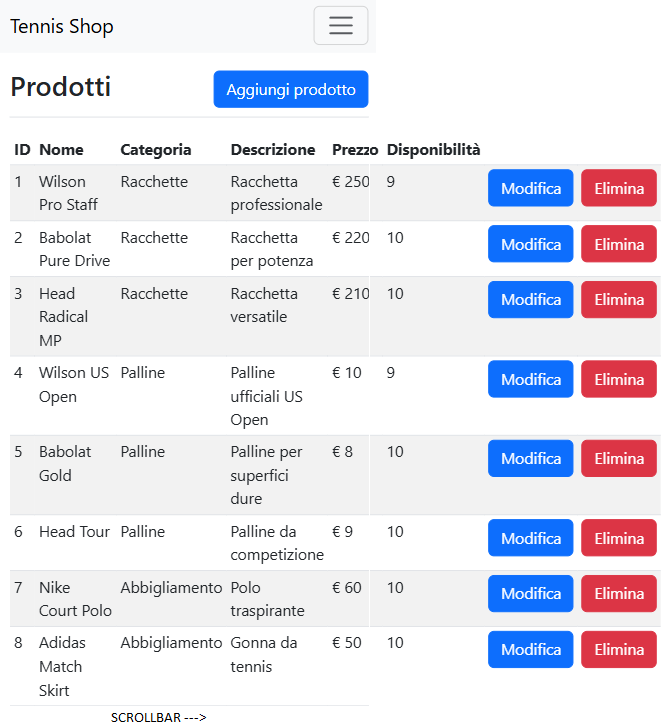 Tennis Shop
Prodotti
Aggiungi prodotto
ID Nome Categoria Descrizione Prezzo Disponibilità
1 Wilson Racchette Racchetta € 250 9 Modifica Elimina
Pro Staff professionale
2 Babolat Racchette Racchetta € 220 10 Modifica Elimina
Pure Drive per potenza
3 Head Racchette Racchetta € 210 10 Modifica Elimina
Radical versatile
MP
4 Wilson US Palline Palline € 10 9 Modifica Elimina
Open ufficiali US
Open
5 Babolat Palline Palline per € 8 10 Modifica Elimina
Gold superfici
dure
6 Head Tour Palline Palline da € 9 10 Modifica Elimina
competizione
7 Nike Abbigliamento Polo € 60 10 Modifica Elimina
Court Polo traspirante
8 Adidas Abbigliamento Gonna da € 50 10 Modifica Elimina
Match tennis
Skirt
SCROLLBAR --->